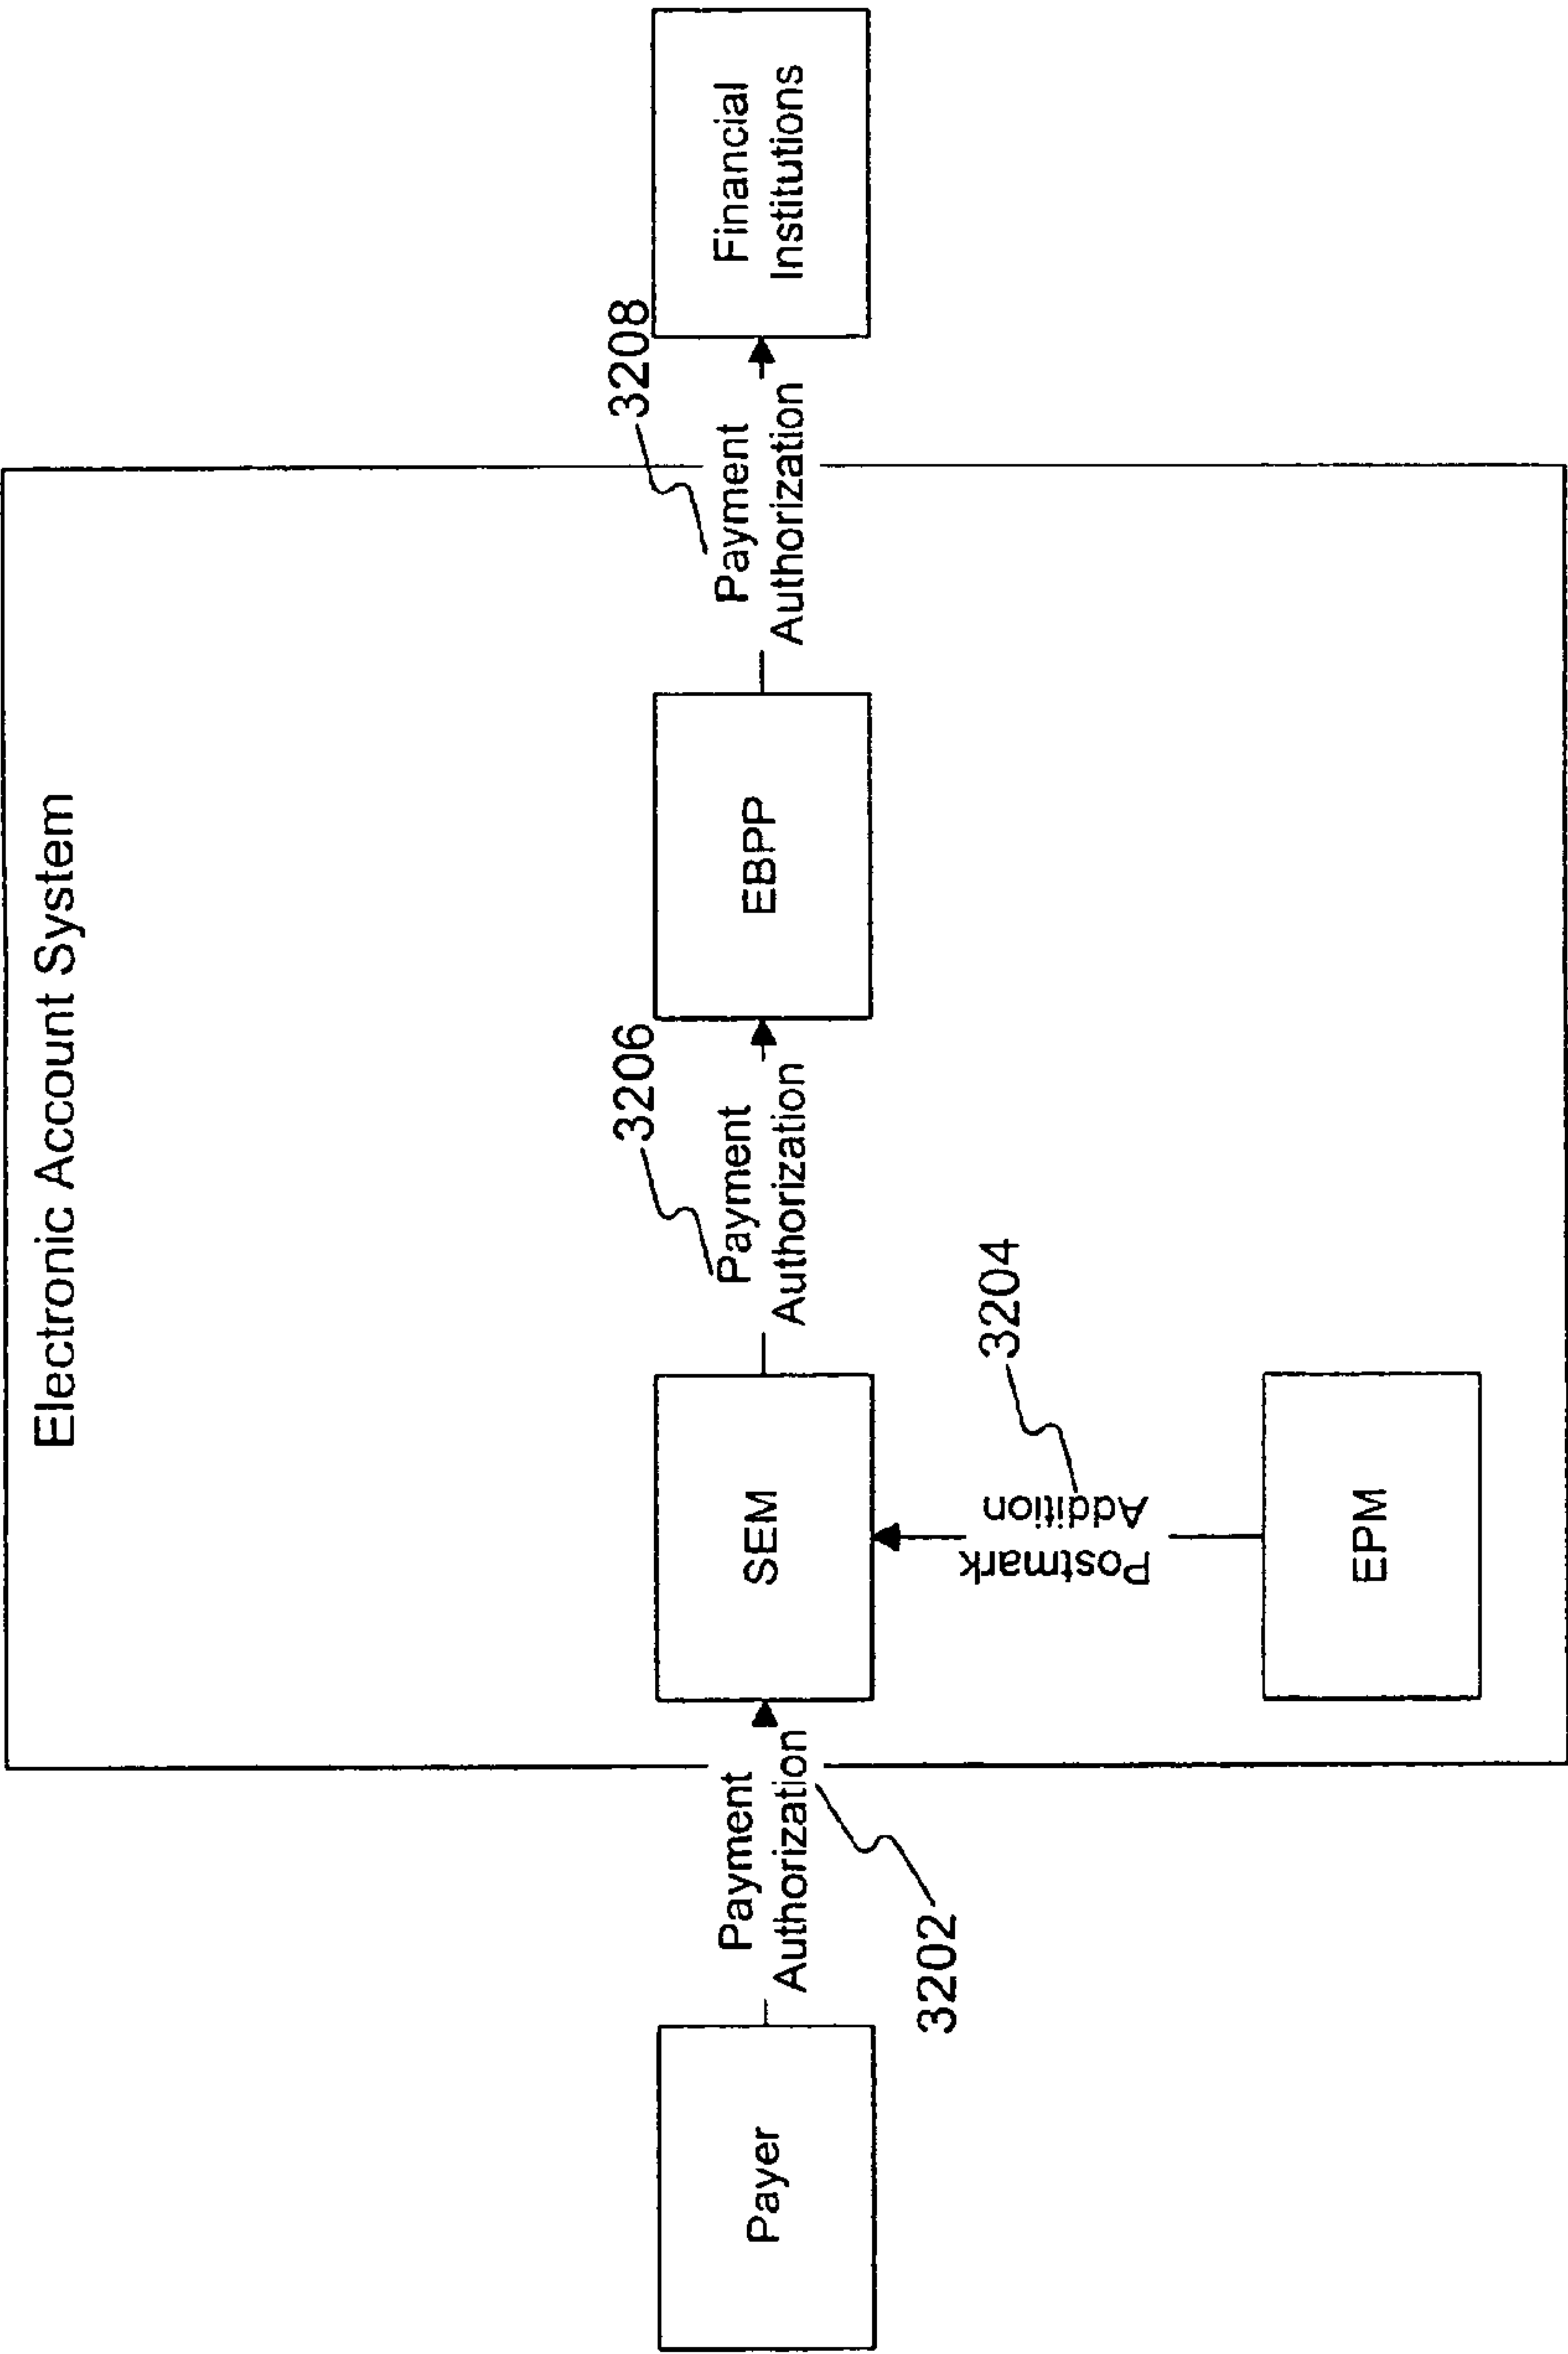 Electronic Account System
Payer
Payment
Authorization
3202
SEM
Postmark
Addition
3204
EPM
Payment
Authorization
3206
EBPP
Payment
Authorization
3208
Financial
Institutions